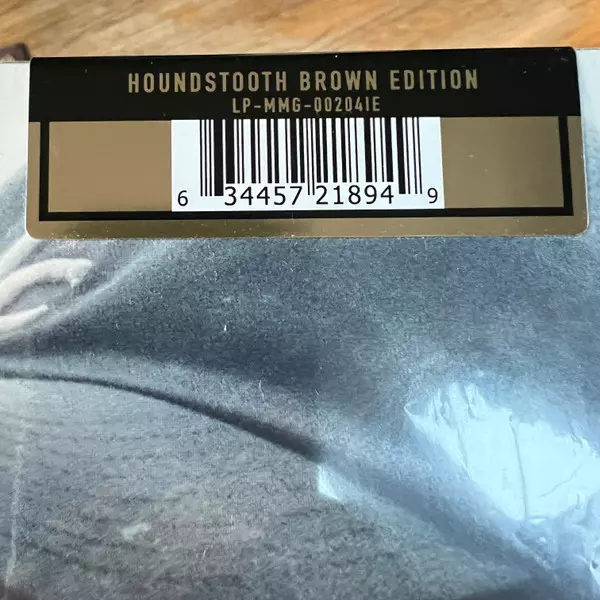 HOUNDSTOOTH BROWN EDITION
LP-MMG-00204IE
6 34457 21894 9